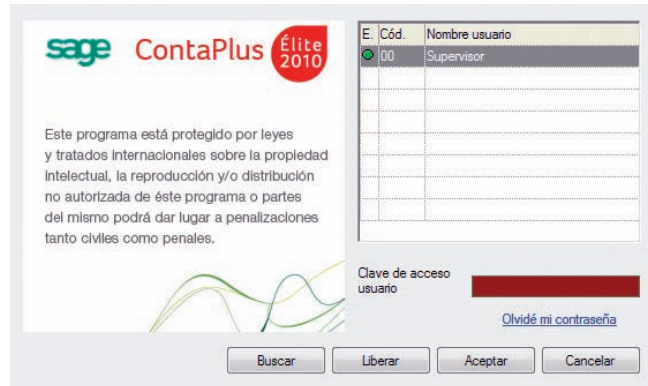 sage ContaPlus Élite 2010
Este programa está protegido por leyes
y tratados internacionales sobre la propiedad
intelectual, la reproducción y/o distribución
no autorizada de éste programa o partes
del mismo podrá dar lugar a penalizaciones
tanto civiles como penales.
E. Cód. Nombre usuario
00 Supervisor
Clave de acceso
usuario
Olvidé mi contraseña
Buscar Liberar Aceptar Cancelar